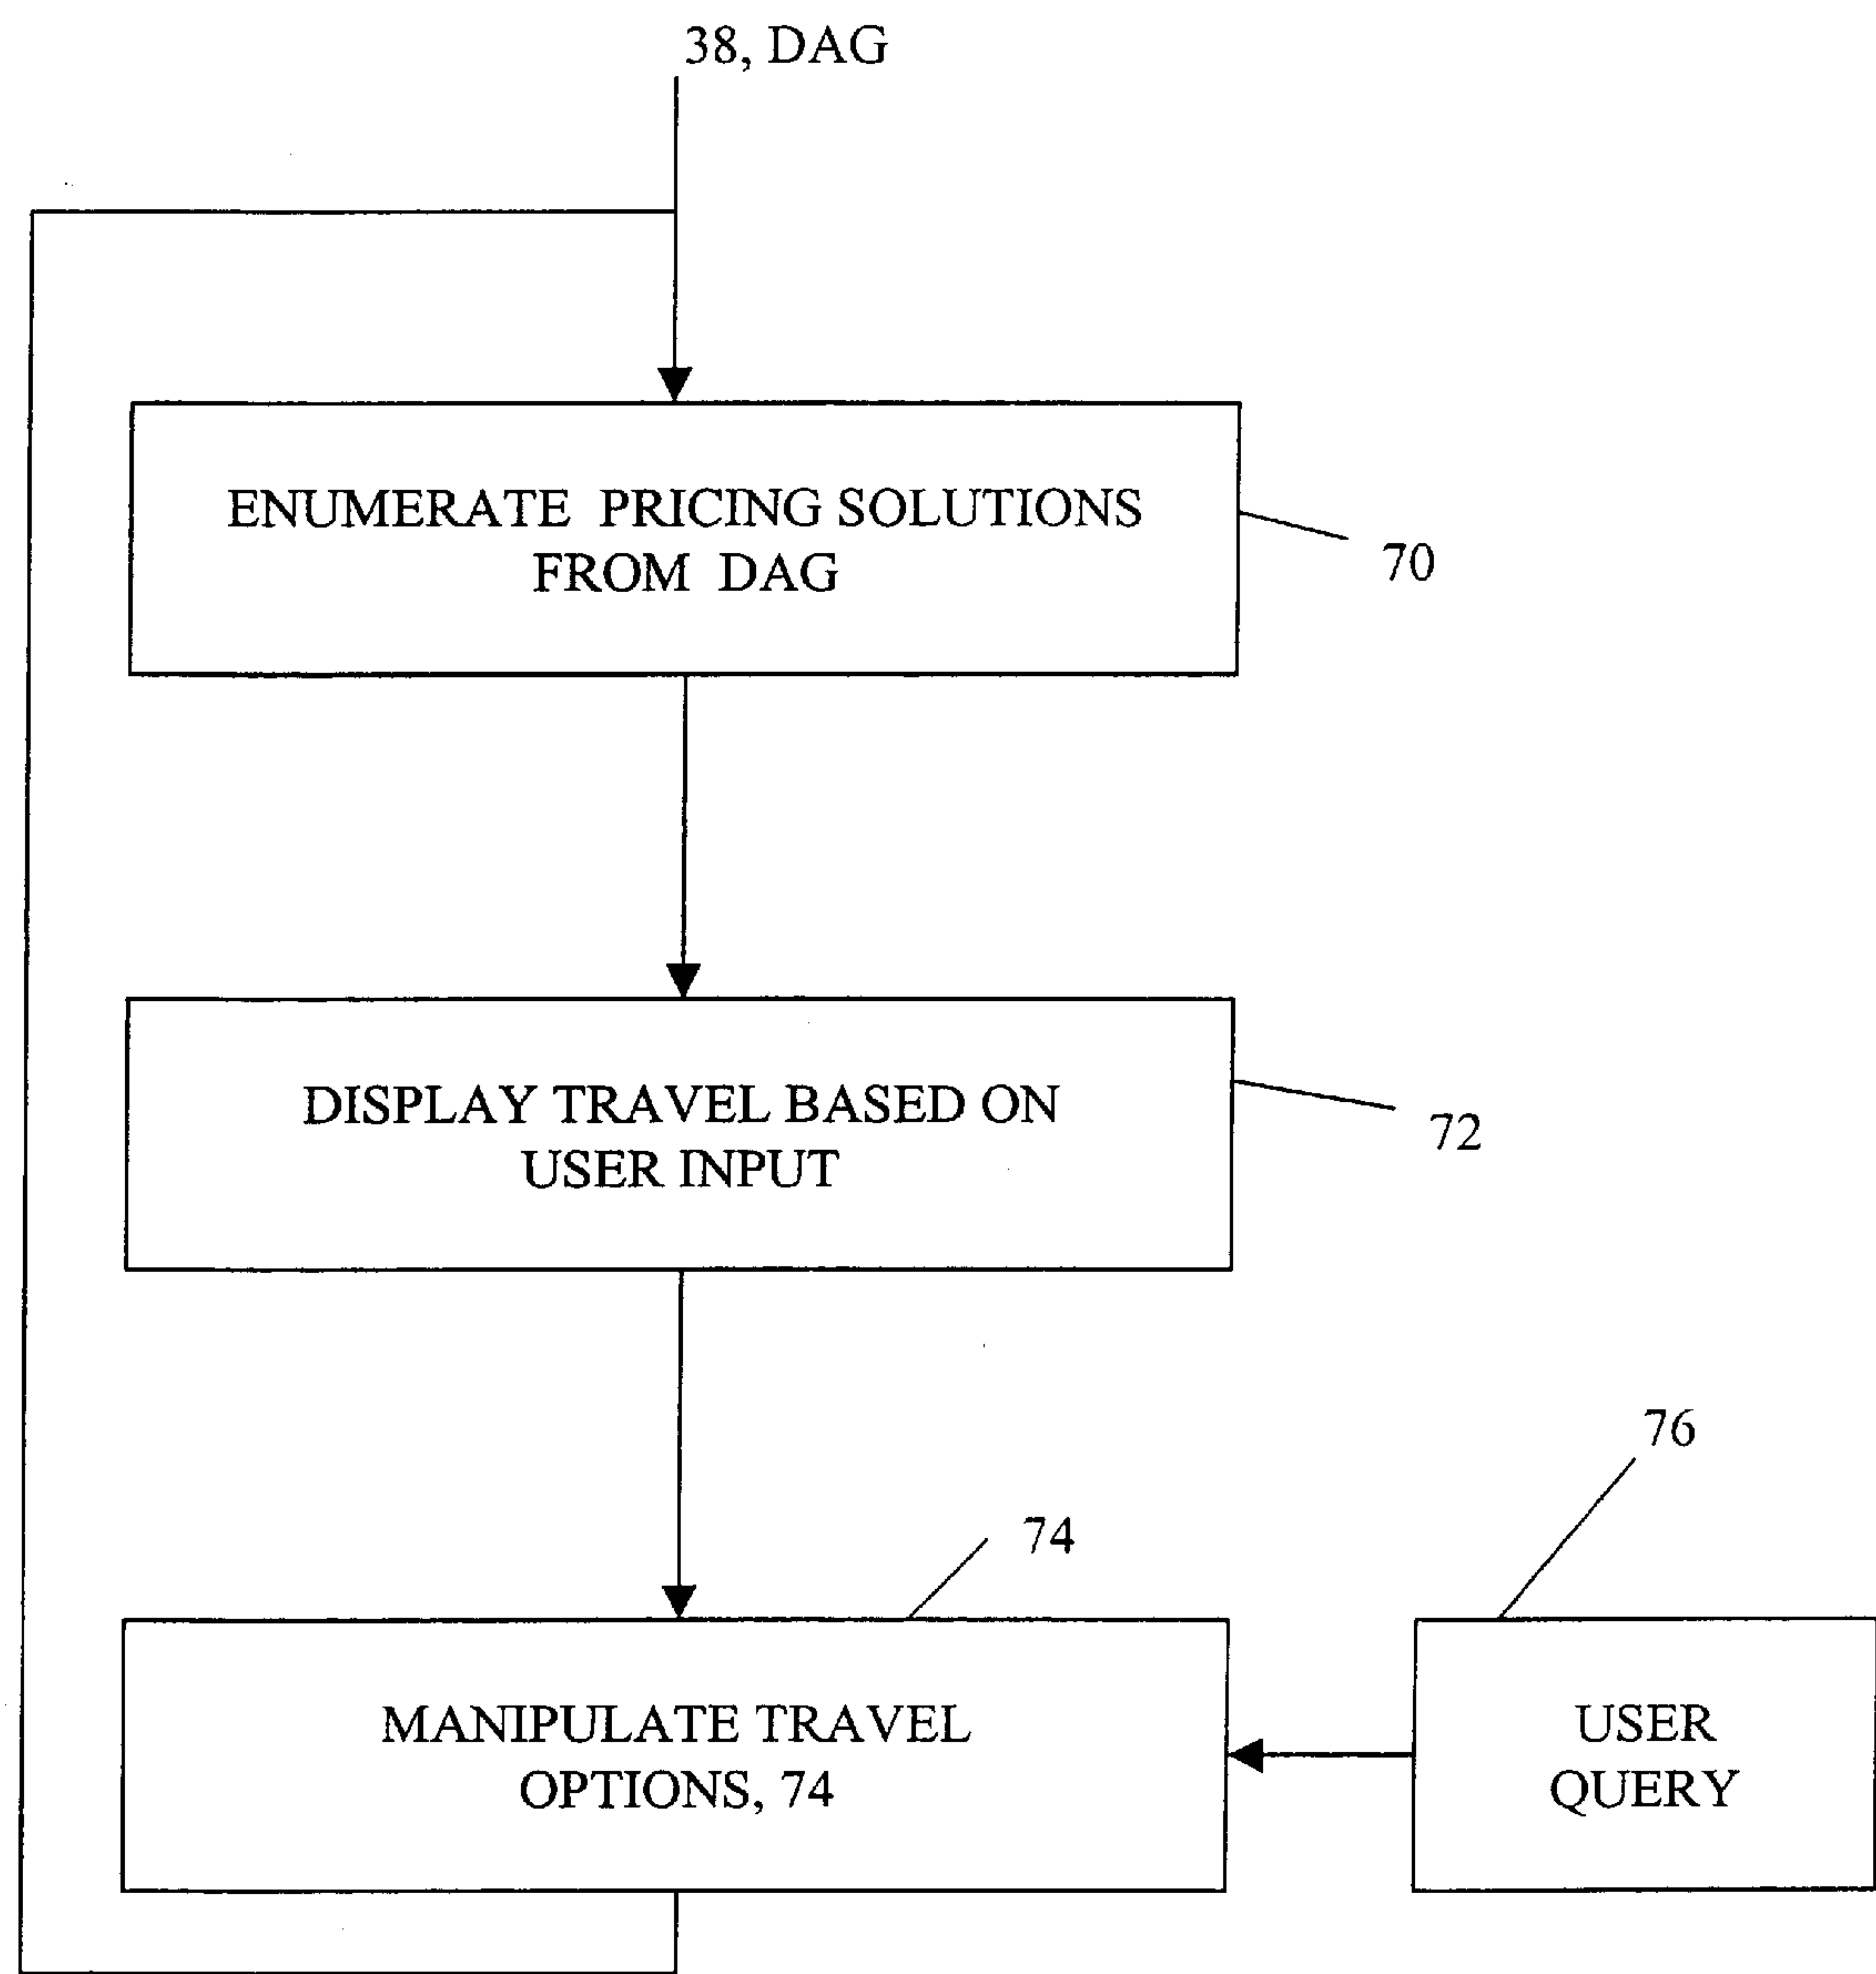 38, DAG
ENUMERATE PRICING SOLUTIONS
FROM DAG
70
DISPLAY TRAVEL BASED ON
USER INPUT
72
76
74
MANIPULATE TRAVEL
OPTIONS, 74
USER
QUERY